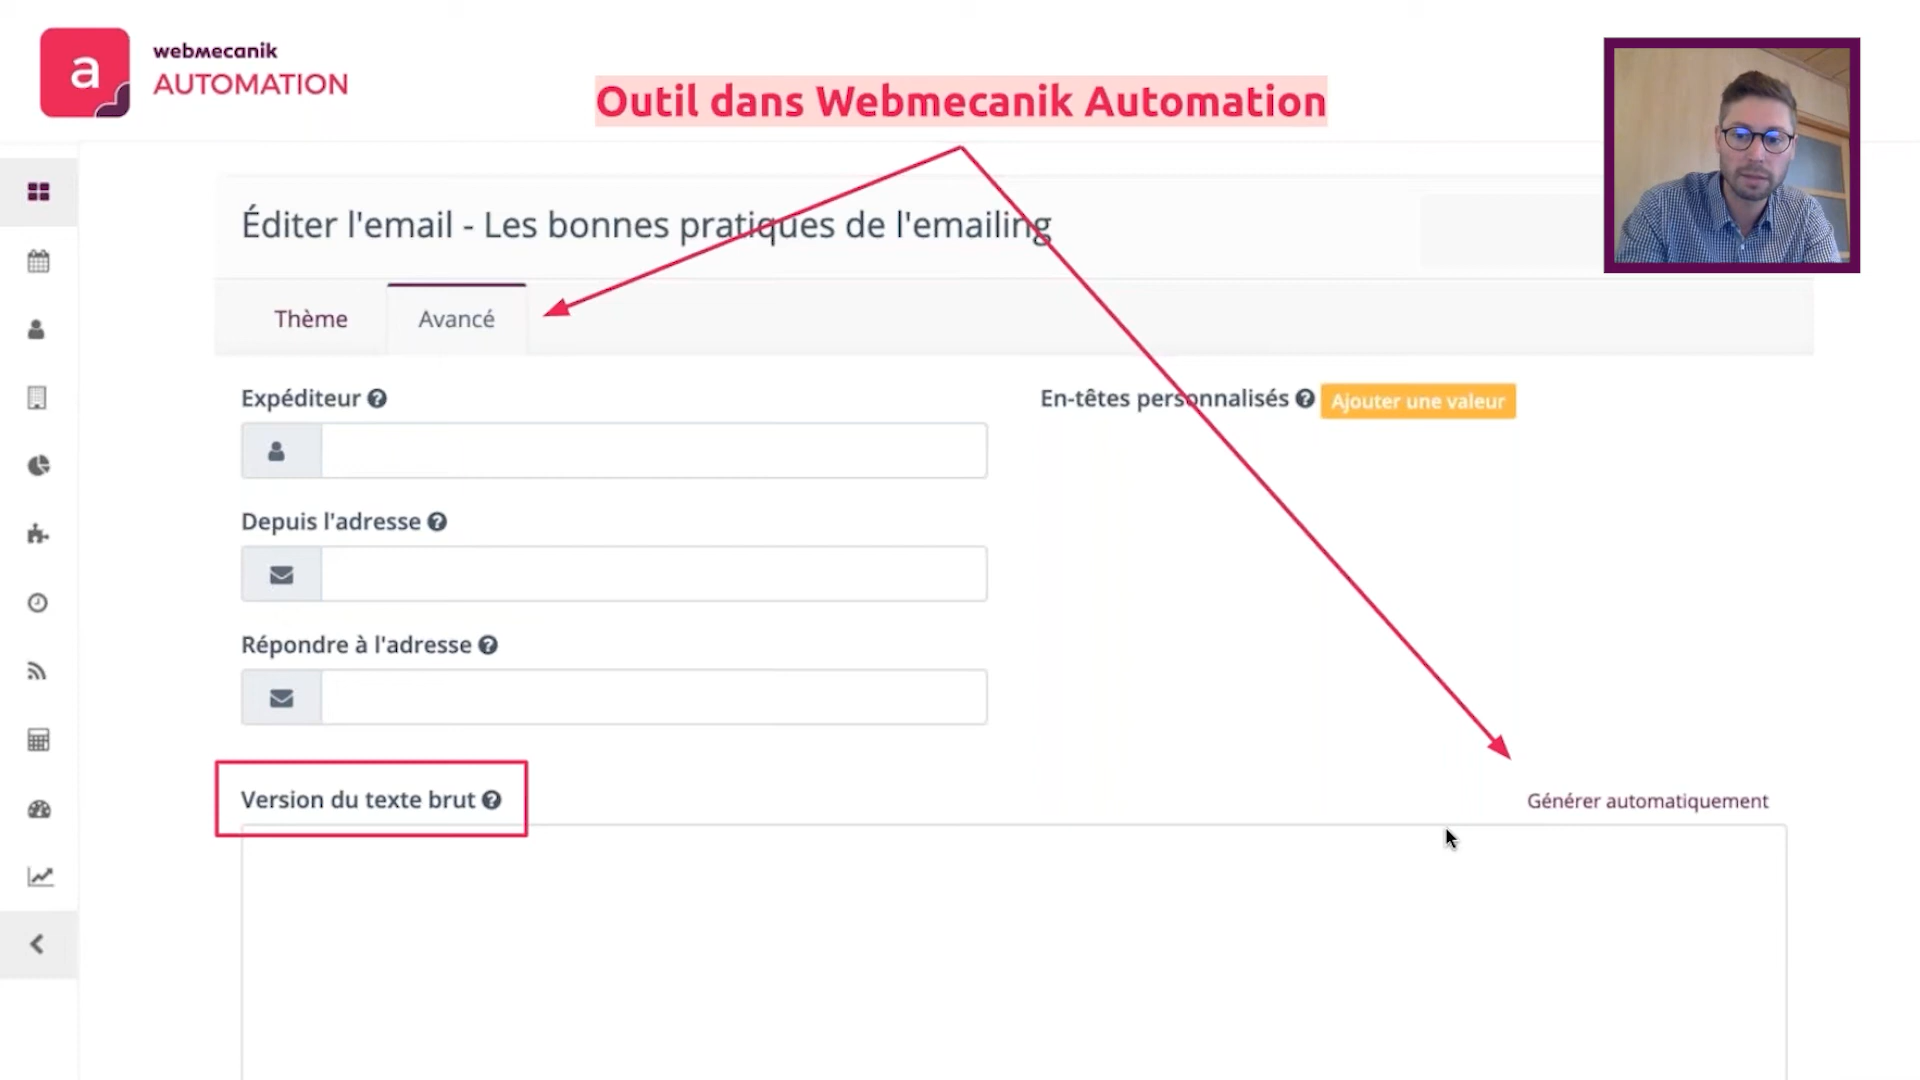 a
webmecanik
AUTOMATION
Outil dans Webmecanik Automation
Éditer l'email - Les bonnes pratiques de l'emailing
Thème
Avancé
Expéditeur
En-têtes personnalisés
Ajouter une valeur
Depuis l'adresse
Répondre à l'adresse
Version du texte brut
Générer automatiquement